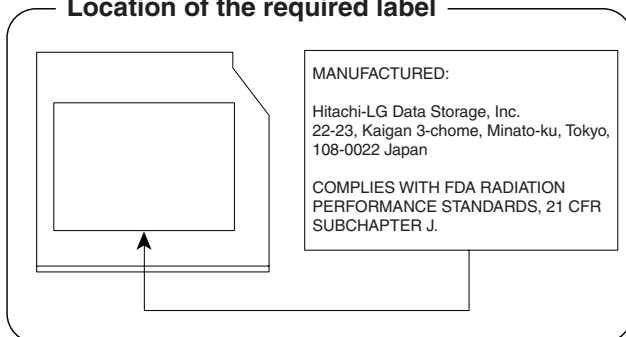 Location of the required label
MANUFACTURED:
Hitachi-LG Data Storage, Inc.
22-23, Kaigan 3-chome, Minato-ku, Tokyo,
108-0022 Japan
COMPLIES WITH FDA RADIATION
PERFORMANCE STANDARDS, 21 CFR
SUBCHAPTER J.